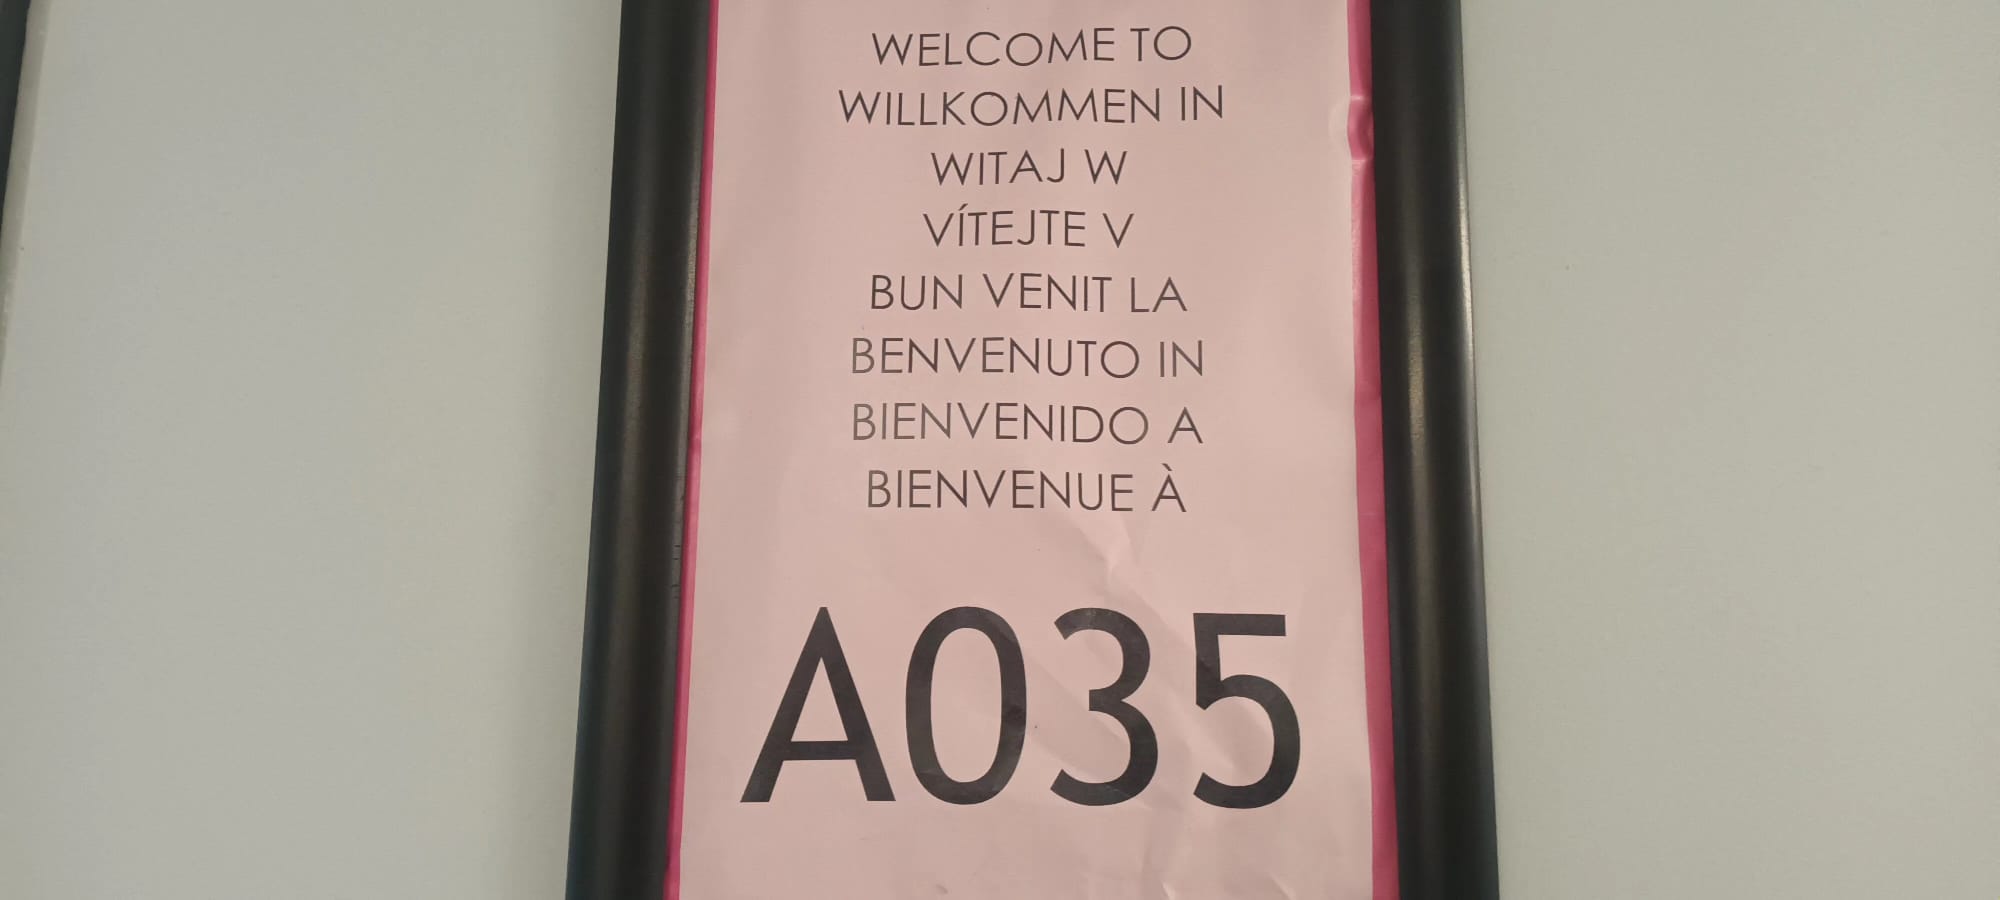 WELCOME TO
WILLKOMMEN IN
WITAJ W
VÍTEJTE V
BUN VENIT LA
BENVENUTO IN
BIENVENIDO A
BIENVENUE À
A035